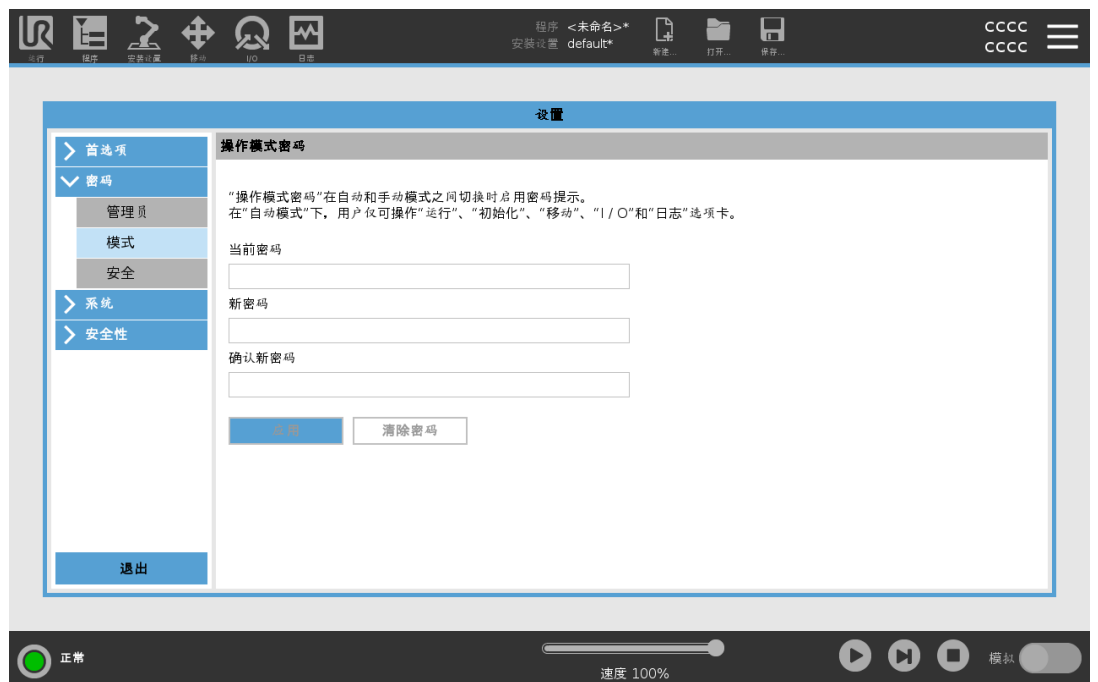 UR
运行
程序
安装设置
移动
I/O
日志
程序 <未命名>*
安装设置 default*
新建...
打开...
保存...
CCCC
CCCC
设置
首选项
密码
管理员
模式
安全
系统
安全性
退出
操作模式密码
“操作模式密码”在自动和手动模式之间切换时启用密码提示。
在“自动模式”下，用户仅可操作“运行”、“初始化”、“移动”、“I / O”和“日志”选项卡。
当前密码
新密码
确认新密码
应用 清除密码
正常
速度 100%
模拟